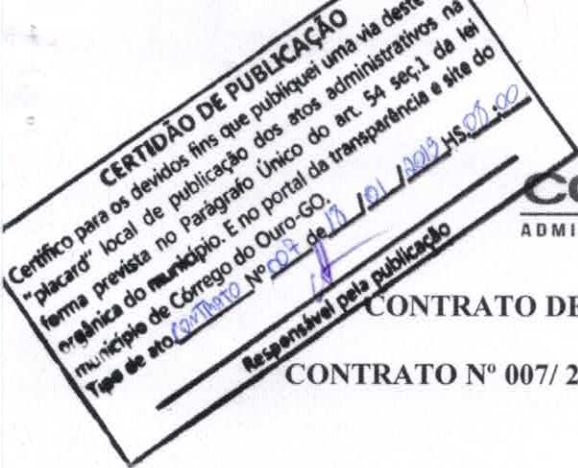 CERTIDÃO DE PUBLICAÇÃO
Certifico para os devidos fins que publiquei uma via deste
"placard" local de publicação dos atos administrativos na
forma prevista no Parágrafo Único do art. 54 seç.1 da lei
orgânica do município. E no portal da transparência e site do
município de Córrego do Ouro-GO.
Tipo de ato CONTRATO Nº 007 de 18 / 01 / 2019 HS 08:00
Responsável pela publicação
CO
ADMI
CONTRATO DE
CONTRATO Nº 007/ 2